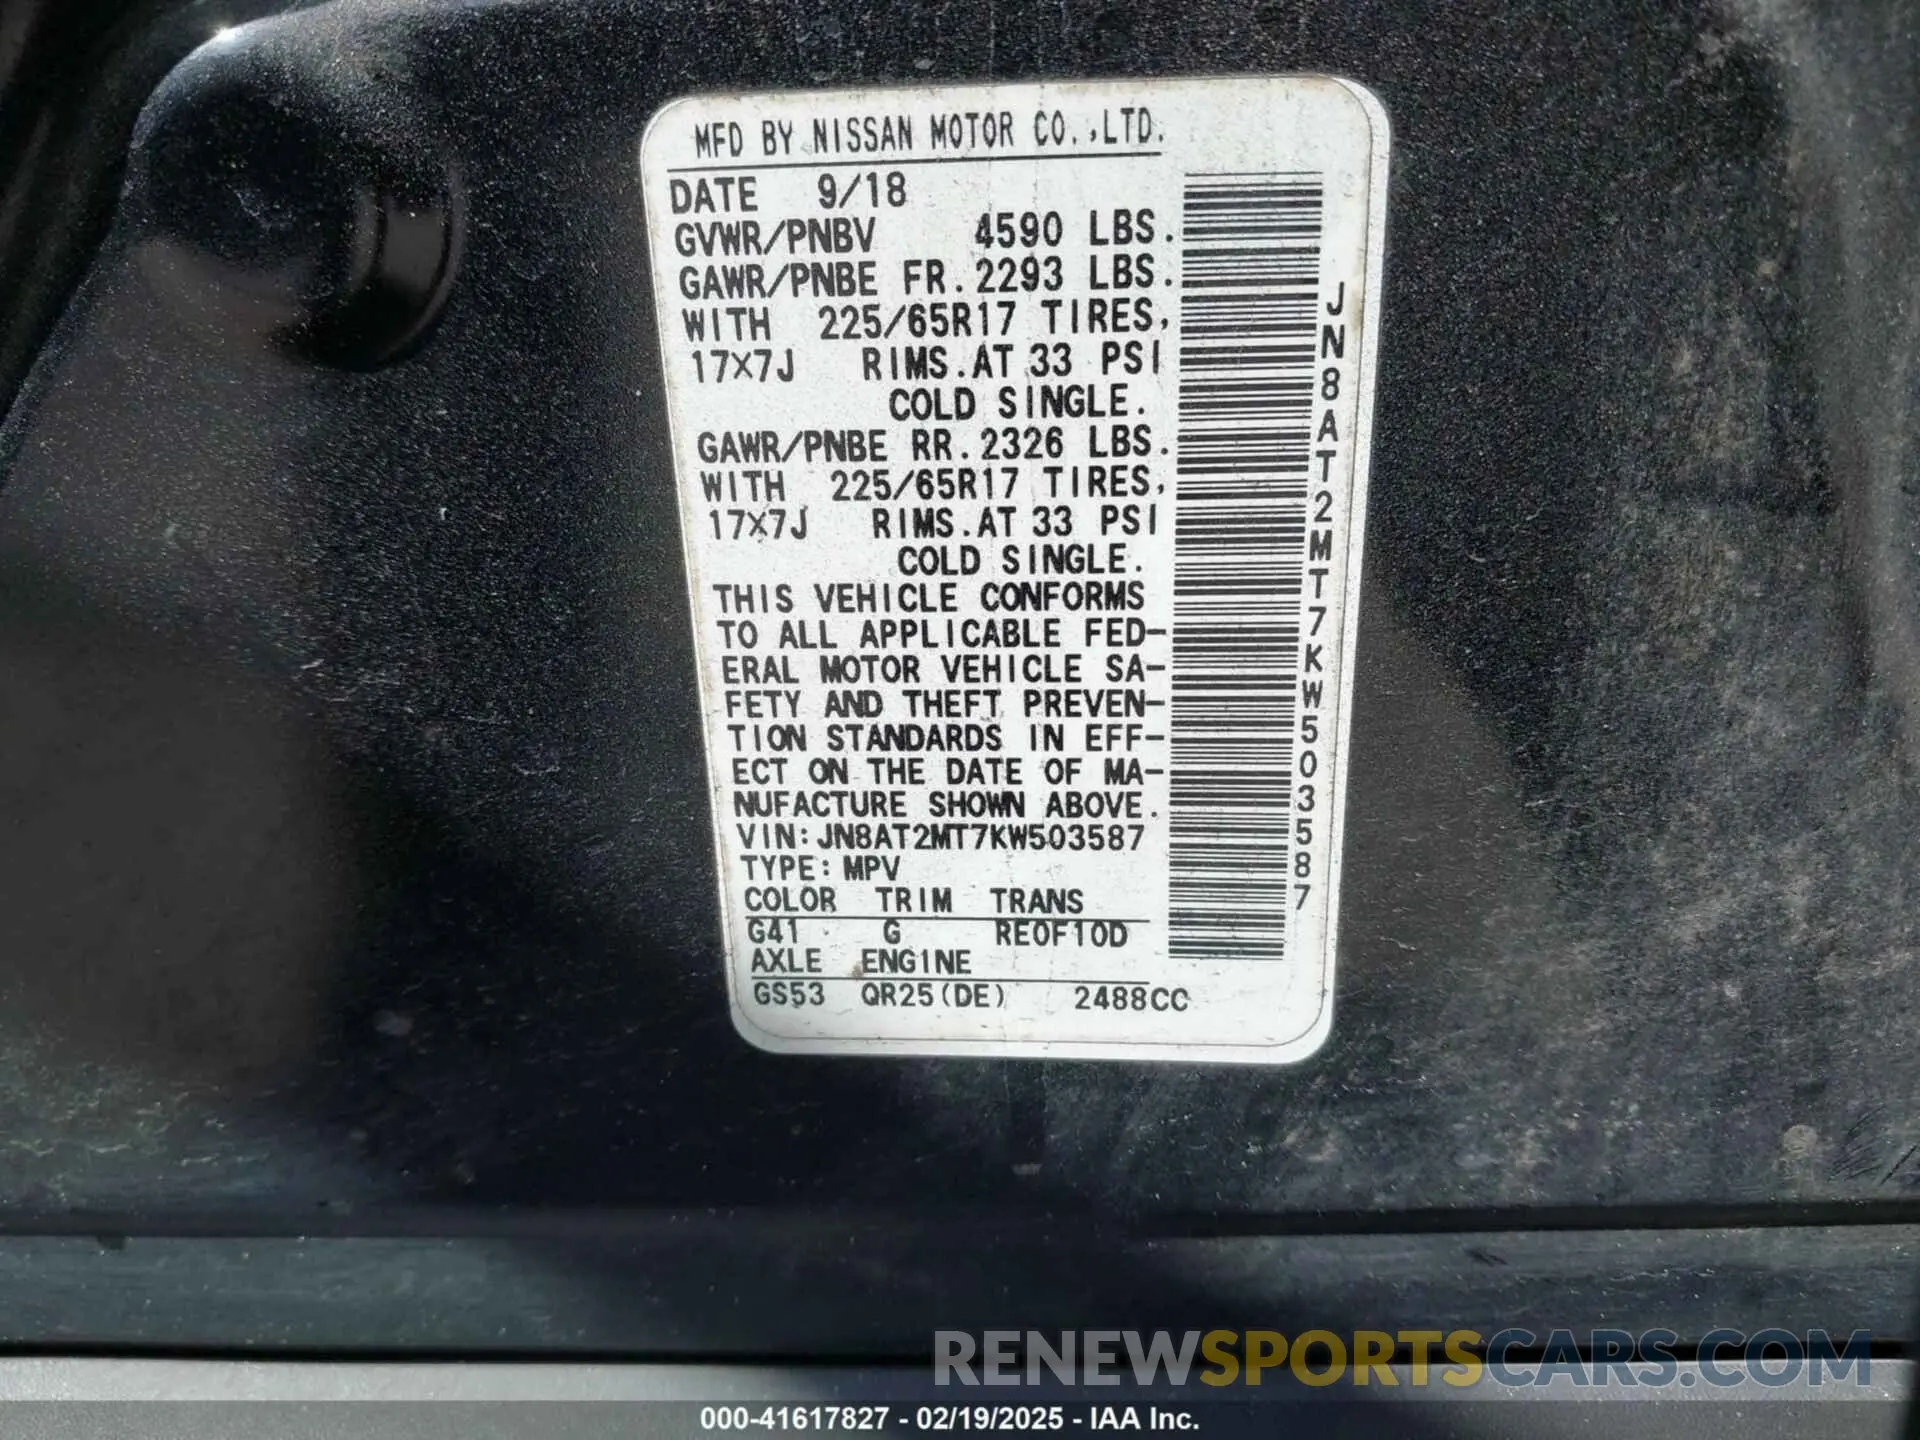 MFD BY NISSAN MOTOR CO.,LTD.
DATE 9/18
GVWR/PNBV 4590 LBS.
GAWR/PNBE FR. 2293 LBS.
WITH 225/65R17 TIRES,
17X7J RIMS. AT 33 PSI
COLD SINGLE.
GAWR/PNBE RR. 2326 LBS.
WITH 225/65R17 TIRES,
17X7J RIMS. AT 33 PSI
COLD SINGLE.
THIS VEHICLE CONFORMS
TO ALL APPLICABLE FED-
ERAL MOTOR VEHICLE SA-
FETY AND THEFT PREVEN-
TION STANDARDS IN EFF-
ECT ON THE DATE OF MA-
NUFACTURE SHOWN ABOVE.
VIN:JN8AT2MT7KW503587
TYPE:MPV
COLOR TRIM TRANS
G41 G RE0F10D
AXLE ENGINE
GS53 QR25(DE) 2488CC
JN8AT2MT7KW503587
RENEWSPORTSCARS.COM
000-41617827 - 02/19/2025 - IAA Inc.